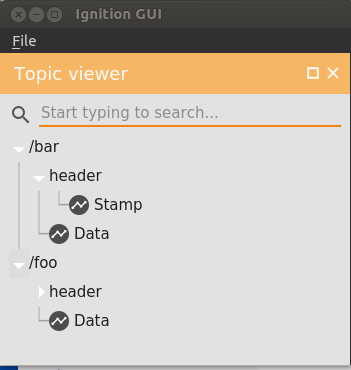 Ignition GUI
File
Topic viewer
Start typing to search...
/bar
header
Stamp
Data
/foo
header
Data